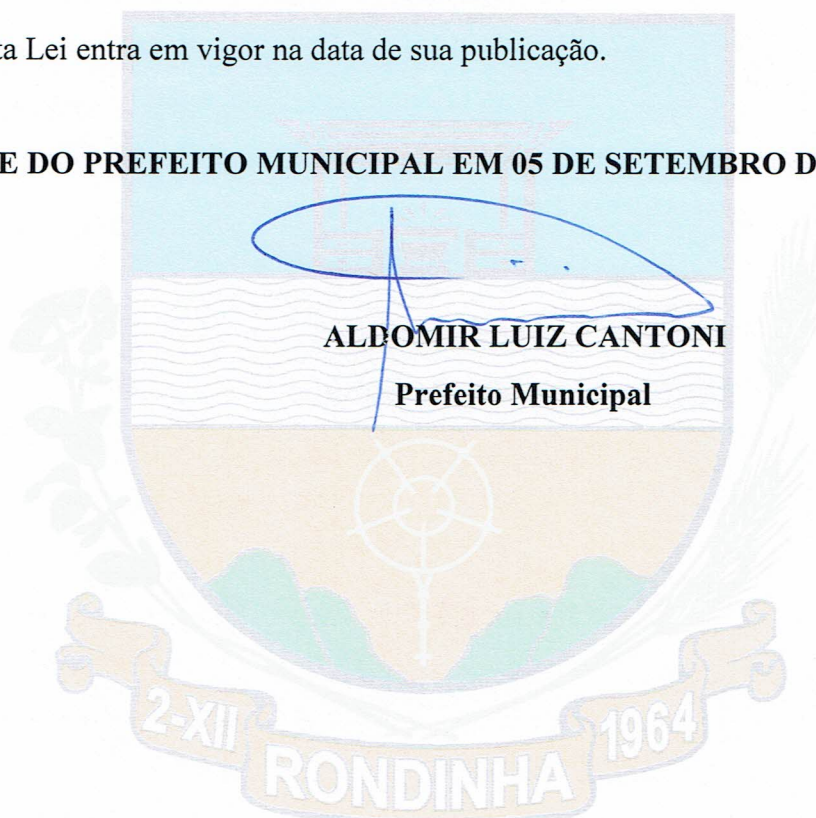 ta Lei entra em vigor na data de sua publicação.
E DO PREFEITO MUNICIPAL EM 05 DE SETEMBRO D
ALDOMIR LUIZ CANTONI
Prefeito Municipal
2-XII
RONDINHA
1964